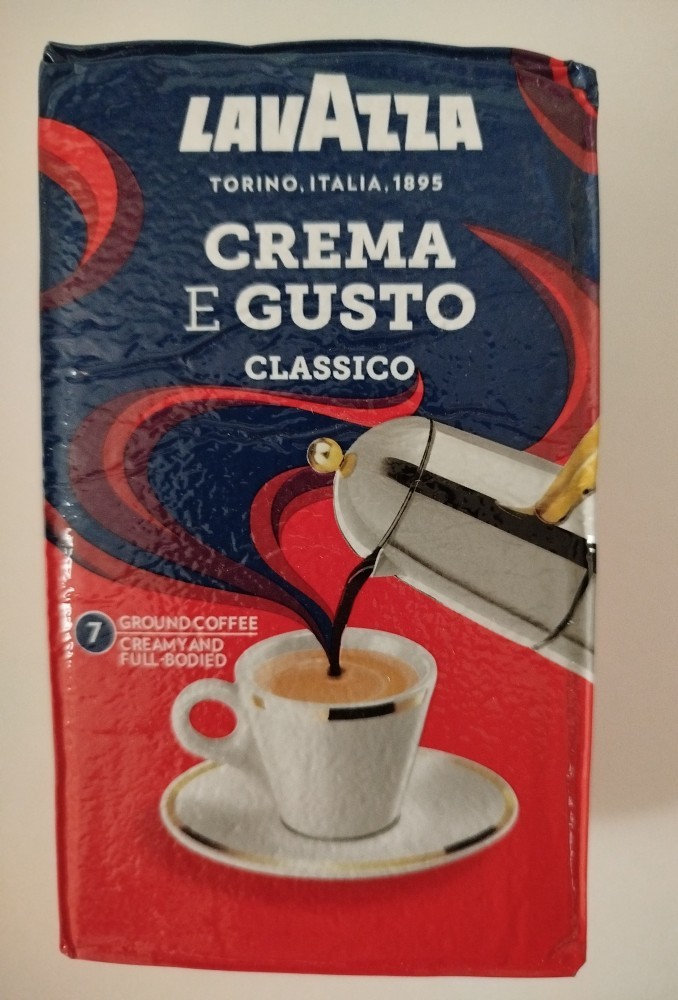 LAVAZZA
TORINO, ITALIA, 1895
CREMA
E GUSTO
CLASSICO
7
GROUND COFFEE
CREAMY AND
FULL-BODIED